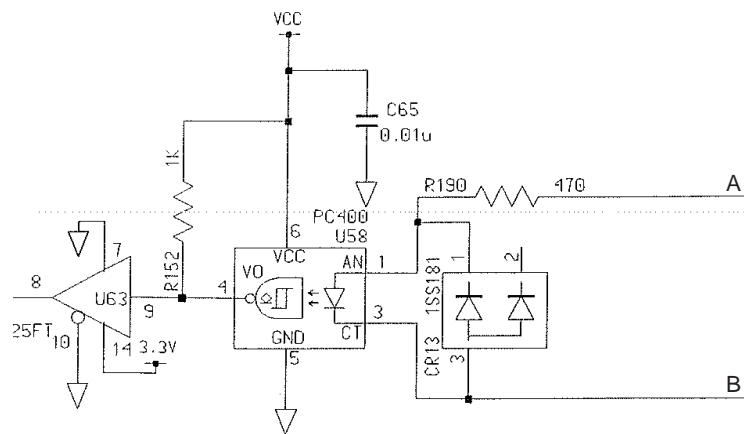 VCC
C65
0.01u
1K
R190
470
A
PC400
U58
6
7
VCC
AN
1
1
2
8
R152
4
VO
1SS181
U63
9
3
25FT
10
14
3.3V
GND
CT
5
CR13
3
B